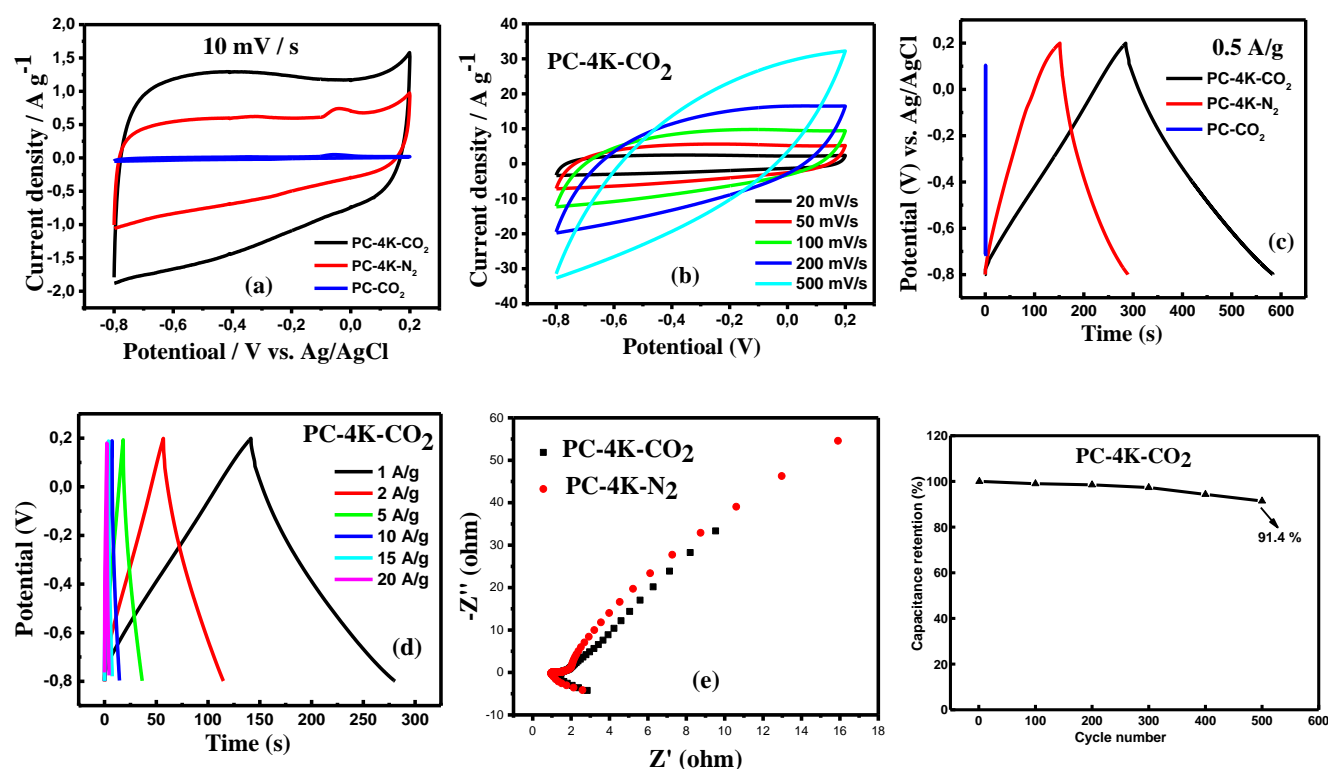 10 mV / s
2,0
1,5
1,0
0,5
0,0
-0,5
-1,0
-1,5
-2,0
Current density / A g-1
PC-4K-CO2
PC-4K-N2
PC-CO2
(a)
-0,8 -0,6 -0,4 -0,2 0,0 0,2
Potentioal / V vs. Ag/AgCl
PC-4K-CO2
40
30
20
10
0
-10
-20
-30
-40
Current density / A g-1
20 mV/s
50 mV/s
100 mV/s
200 mV/s
500 mV/s
(b)
-0,8 -0,6 -0,4 -0,2 0,0 0,2
Potentioal (V)
0.5 A/g
0,2
0,0
-0,2
-0,4
-0,6
-0,8
Potential (V) vs. Ag/AgCl
PC-4K-CO2
PC-4K-N2
PC-CO2
(c)
0 100 200 300 400 500 600
Time (s)
PC-4K-CO2
0,2
0,0
-0,2
-0,4
-0,6
-0,8
Potential (V)
1 A/g
2 A/g
5 A/g
10 A/g
15 A/g
20 A/g
(d)
0 50 100 150 200 250 300
Time (s)
60
50
40
30
20
10
0
-10
-Z'' (ohm)
PC-4K-CO2
PC-4K-N2
(e)
0 2 4 6 8 10 12 14 16 18
Z' (ohm)
PC-4K-CO2
120
100
80
60
40
20
0
Capacitance retention (%)
91.4 %
0 100 200 300 400 500 600
Cycle number